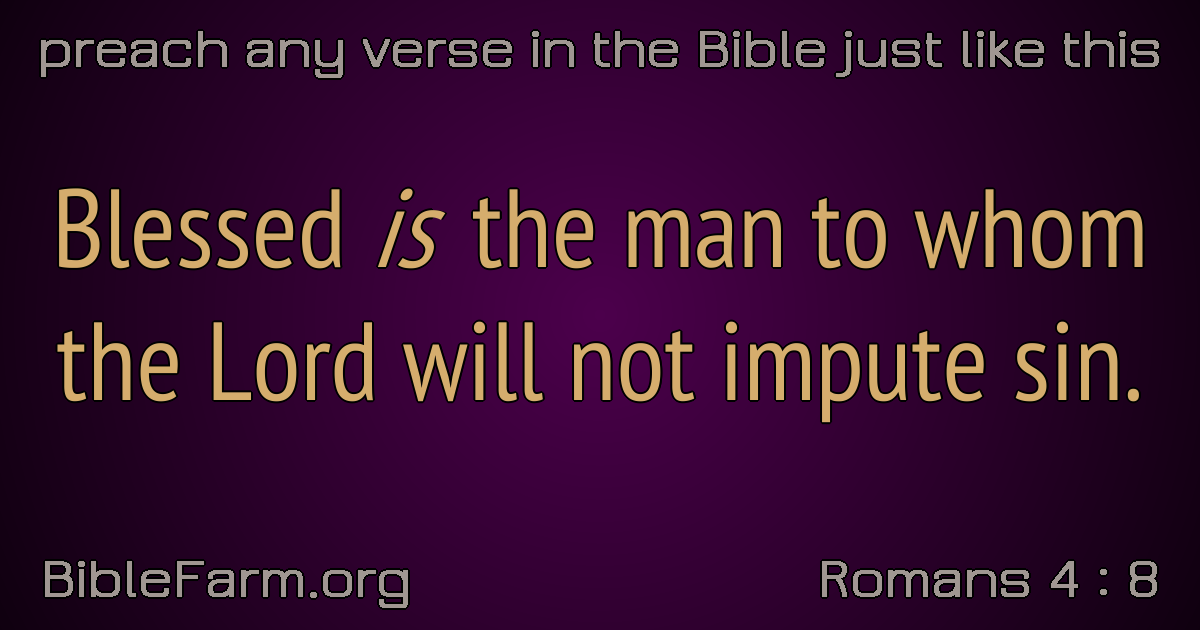 preach any verse in the Bible just like this
Blessed is the man to whom
the Lord will not impute sin.
BibleFarm.org
Romans 4 : 8